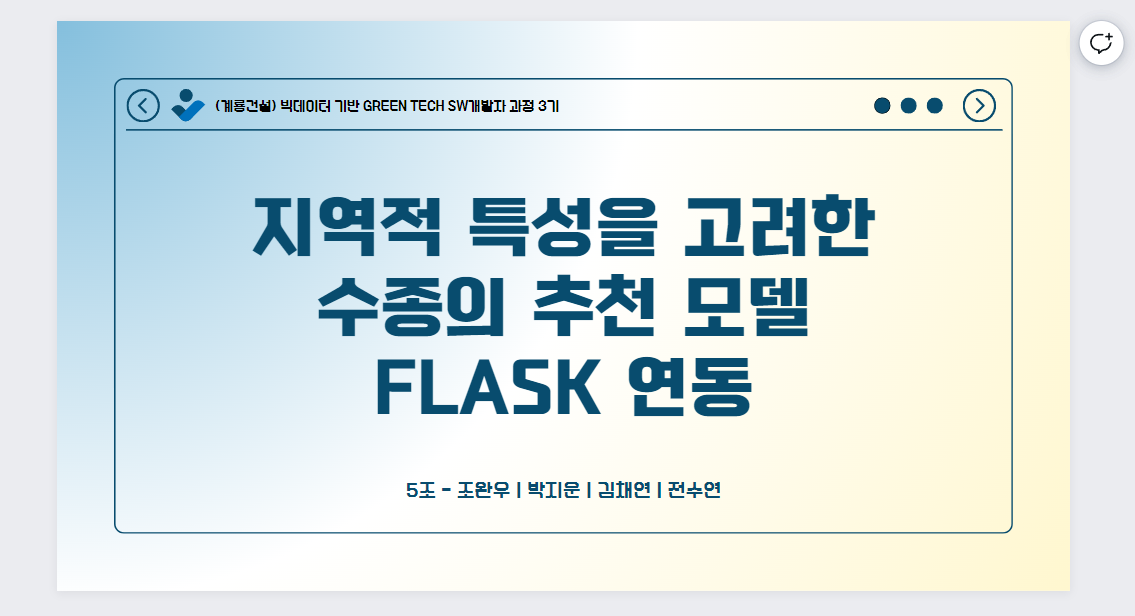 (계룡건설) 빅데이터 기반 GREEN TECH SW개발자 과정 3기
지역적 특성을 고려한
수종의 추천 모델
FLASK 연동
5조 - 조완우 | 박지운 | 김채연 | 전수연